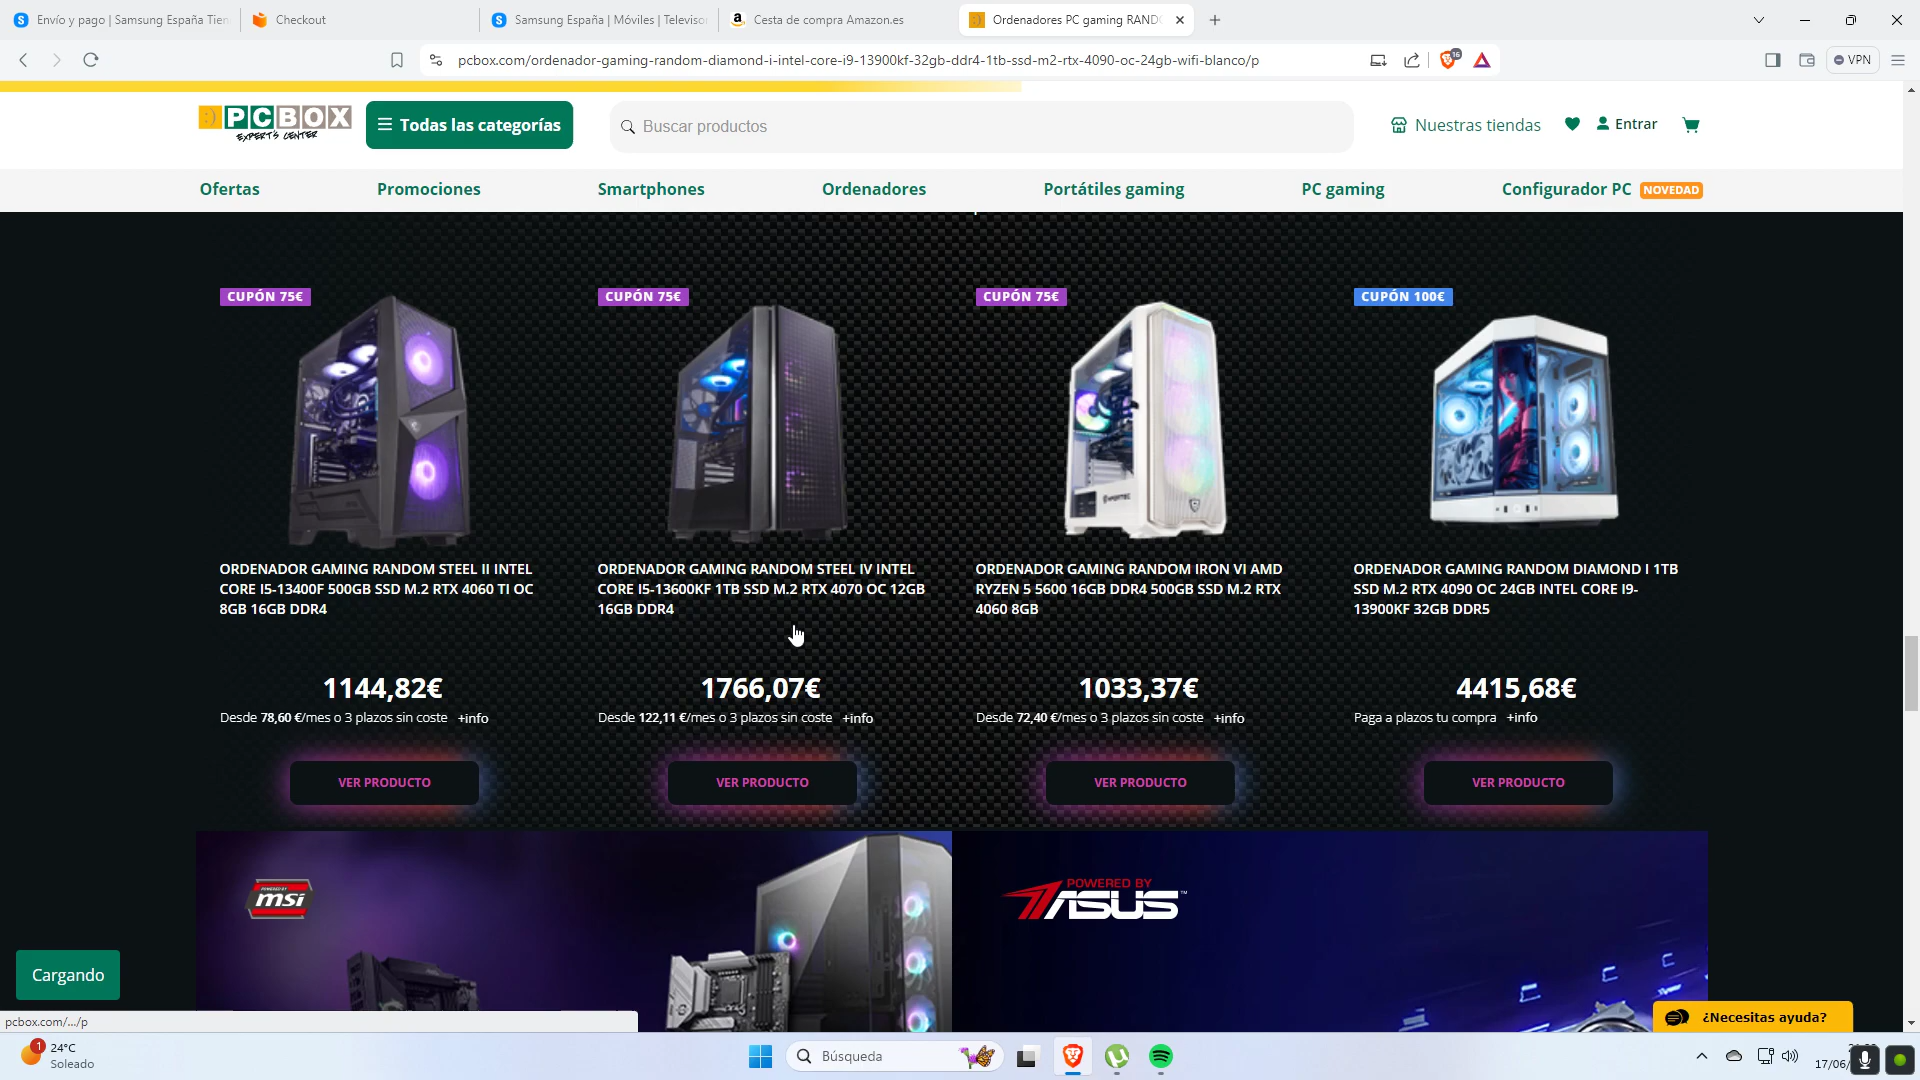 Envío y pago | Samsung España Tien
Checkout
Samsung España | Móviles | Televisor
Cesta de compra Amazon.es
Ordenadores PC gaming RAND
pcbox.com/ordenador-gaming-random-diamond-i-intel-core-i9-13900kf-32gb-ddr4-1tb-ssd-m2-rtx-4090-oc-24gb-wifi-blanco/p
16
VPN
PCBOX
EXPERT'S CENTER
Todas las categorías
Buscar productos
Nuestras tiendas
Entrar
Ofertas
Promociones
Smartphones
Ordenadores
Portátiles gaming
PC gaming
Configurador PC NOVEDAD
CUPÓN 75€
CUPÓN 75€
CUPÓN 75€
CUPÓN 100€
ORDENADOR GAMING RANDOM STEEL II INTEL
CORE I5-13400F 500GB SSD M.2 RTX 4060 TI OC
8GB 16GB DDR4
ORDENADOR GAMING RANDOM STEEL IV INTEL
CORE I5-13600KF 1TB SSD M.2 RTX 4070 OC 12GB
16GB DDR4
ORDENADOR GAMING RANDOM IRON VI AMD
RYZEN 5 5600 16GB DDR4 500GB SSD M.2 RTX
4060 8GB
ORDENADOR GAMING RANDOM DIAMOND I 1TB
SSD M.2 RTX 4090 OC 24GB INTEL CORE I9-
13900KF 32GB DDR5
1144,82€
1766,07€
1033,37€
4415,68€
Desde 78,60 €/mes o 3 plazos sin coste +info
Desde 122,11 €/mes o 3 plazos sin coste +info
Desde 72,40 €/mes o 3 plazos sin coste +info
Paga a plazos tu compra +info
VER PRODUCTO
VER PRODUCTO
VER PRODUCTO
VER PRODUCTO
POWERED BY
msi
POWERED BY
ASUS
Cargando
¿Necesitas ayuda?
pcbox.com/.../p
1
24°C
Soleado
Búsqueda
17/06/